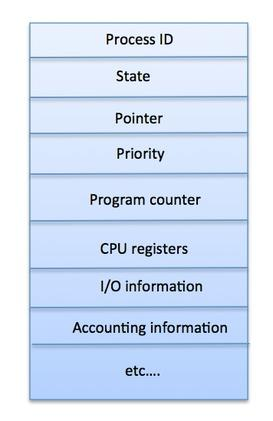 Process ID
State
Pointer
Priority
Program counter
CPU registers
I/O information
Accounting information
etc....